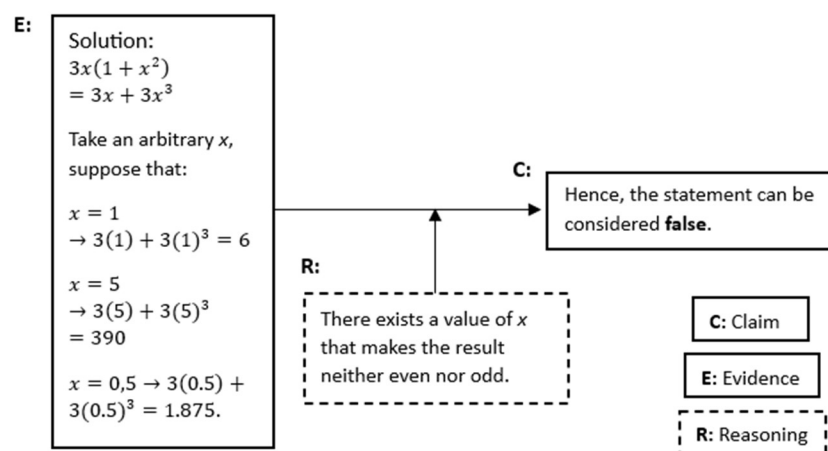 E:
Solution:
3x(1 + x²)
= 3x + 3x³
Take an arbitrary x,
suppose that:
x = 1
→ 3(1) + 3(1)³ = 6
x = 5
→ 3(5) + 3(5)³
= 390
x = 0,5 → 3(0.5) +
3(0.5)³ = 1.875.
C:
Hence, the statement can be
considered false.
R:
There exists a value of x
that makes the result
neither even nor odd.
C: Claim
E: Evidence
R: Reasoning